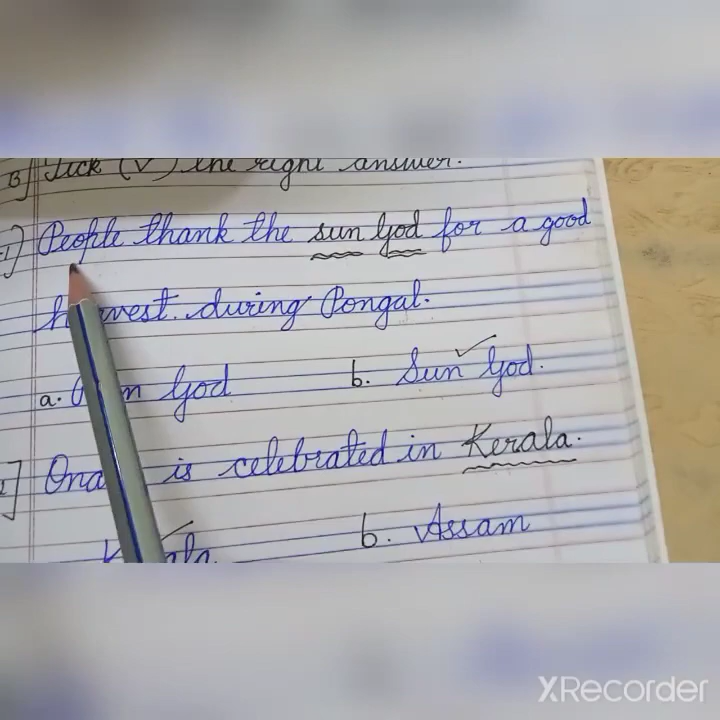 B] Tick (✓) the right answer.
1] People thank the sun God for a good
harvest. during Pongal.
a. God b. Sun God.
is celebrated in Kerala.
b. Assam
XRecorder